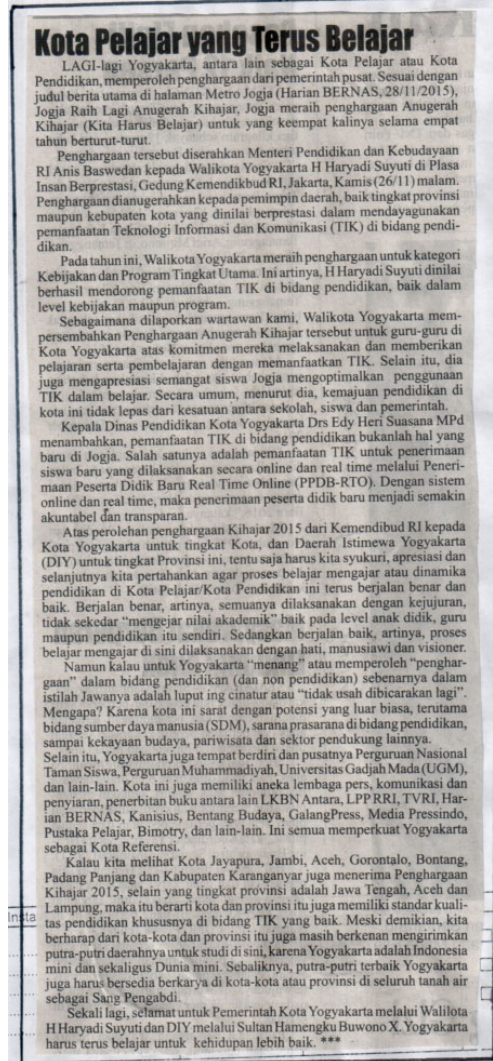 Kota Pelajar yang Terus Belajar
LAGI-lagi Yogyakarta, antara lain sebagai Kota Pelajar atau Kota
Pendidikan, memperoleh penghargaan dari pemerintah pusat. Sesuai dengan
judul berita utama di halaman Metro Jogja (Harian BERNAS, 28/11/2015),
Jogja Raih Lagi Anugerah Kihajar, Jogja meraih penghargaan Anugerah
Kihajar (Kita Harus Belajar) untuk yang keempat kalinya selama empat
tahun berturut-turut.
Penghargaan tersebut diserahkan Menteri Pendidikan dan Kebudayaan
RI Anis Baswedan kepada Walikota Yogyakarta H Haryadi Suyuti di Plasa
Insan Berprestasi, Gedung Kemendikbud RI, Jakarta, Kamis (26/11) malam.
Penghargaan dianugerahkan kepada pemimpin daerah, baik tingkat provinsi
maupun kebupaten kota yang dinilai berprestasi dalam mendayagunakan
pemanfaatan Teknologi Informasi dan Komunikasi (TIK) di bidang pendi-
dikan.
Pada tahun ini, Walikota Yogyakarta meraih penghargaan untuk kategori
Kebijakan dan Program Tingkat Utama. Ini artinya, H Haryadi Suyuti dinilai
berhasil mendorong pemanfaatan TIK di bidang pendidikan, baik dalam
level kebijakan maupun program.
Sebagaimana dilaporkan wartawan kami, Walikota Yogyakarta mem-
persembahkan Penghargaan Anugerah Kihajar tersebut untuk guru-guru di
Kota Yogyakarta atas komitmen mereka melaksanakan dan memberikan
pelajaran serta pembelajaran dengan memanfaatkan TIK. Selain itu, dia
juga mengapresiasi semangat siswa Jogja mengoptimalkan penggunaan
TIK dalam belajar. Secara umum, menurut dia, kemajuan pendidikan di
kota ini tidak lepas dari kesatuan antara sekolah, siswa dan pemerintah.
Kepala Dinas Pendidikan Kota Yogyakarta Drs Edy Heri Suasana MPd
menambahkan, pemanfaatan TIK di bidang pendidikan bukanlah hal yang
baru di Jogja. Salah satunya adalah pemanfaatan TIK untuk penerimaan
siswa baru yang dilaksanakan secara online dan real time melalui Peneri-
maan Peserta Didik Baru Real Time Online (PPDB-RTO). Dengan sistem
online dan real time, maka penerimaan peserta didik baru menjadi semakin
akuntabel dan transparan.
Atas perolehan penghargaan Kihajar 2015 dari Kemendibud RI kepada
Kota Yogyakarta untuk tingkat Kota, dan Daerah Istimewa Yogyakarta
(DIY) untuk tingkat Provinsi ini, tentu saja harus kita syukuri, apresiasi dan
selanjutnya kita pertahankan agar proses belajar mengajar atau dinamika
pendidikan di Kota Pelajar/Kota Pendidikan ini terus berjalan benar dan
baik. Berjalan benar, artinya, semuanya dilaksanakan dengan kejujuran,
tidak sekedar "mengejar nilai akademik" baik pada level anak didik, guru
maupun pendidikan itu sendiri. Sedangkan berjalan baik, artinya, proses
belajar mengajar di sini dilaksanakan dengan hati, manusiawi dan visioner.
Namun kalau untuk Yogyakarta "menang" atau memperoleh "penghar-
gaan" dalam bidang pendidikan (dan non pendidikan) sebenarnya dalam
istilah Jawanya adalah luput ing cinatur atau "tidak usah dibicarakan lagi".
Mengapa? Karena kota ini sarat dengan potensi yang luar biasa, terutama
bidang sumber daya manusia (SDM), sarana prasarana di bidang pendidikan,
sampai kekayaan budaya, pariwisata dan sektor pendukung lainnya.
Selain itu, Yogyakarta juga tempat berdiri dan pusatnya Perguruan Nasional
Taman Siswa, Perguruan Muhammadiyah, Universitas Gadjah Mada (UGM),
dan lain-lain. Kota ini juga memiliki aneka lembaga pers, komunikasi dan
penyiaran, penerbitan buku antara lain LKBN Antara, LPP RRI, TVRI, Har-
ian BERNAS, Kanisius, Bentang Budaya, GalangPress, Media Pressindo,
Pustaka Pelajar, Bimotry, dan lain-lain. Ini semua memperkuat Yogyakarta
sebagai Kota Referensi.
Kalau kita melihat Kota Jayapura, Jambi, Aceh, Gorontalo, Bontang,
Padang Panjang dan Kabupaten Karanganyar juga menerima Penghargaan
Kihajar 2015, selain yang tingkat provinsi adalah Jawa Tengah, Aceh dan
Lampung, maka itu berarti kota dan provinsi itu juga memiliki standar kuali-
tas pendidikan khususnya di bidang TIK yang baik. Meski demikian, kita
berharap dari kota-kota dan provinsi itu juga masih berkenan mengirimkan
putra-putri daerahnya untuk studi di sini, karena Yogyakarta adalah Indonesia
mini dan sekaligus Dunia mini. Sebaliknya, putra-putri terbaik Yogyakarta
juga harus bersedia berkarya di kota-kota atau provinsi di seluruh tanah air
sebagai Sang Pengabdi.
Sekali lagi, selamat untuk Pemerintah Kota Yogyakarta melalui Walilota
H Haryadi Suyuti dan DIY melalui Sultan Hamengku Buwono X. Yogyakarta
harus terus belajar untuk kehidupan lebih baik. ***
Insta